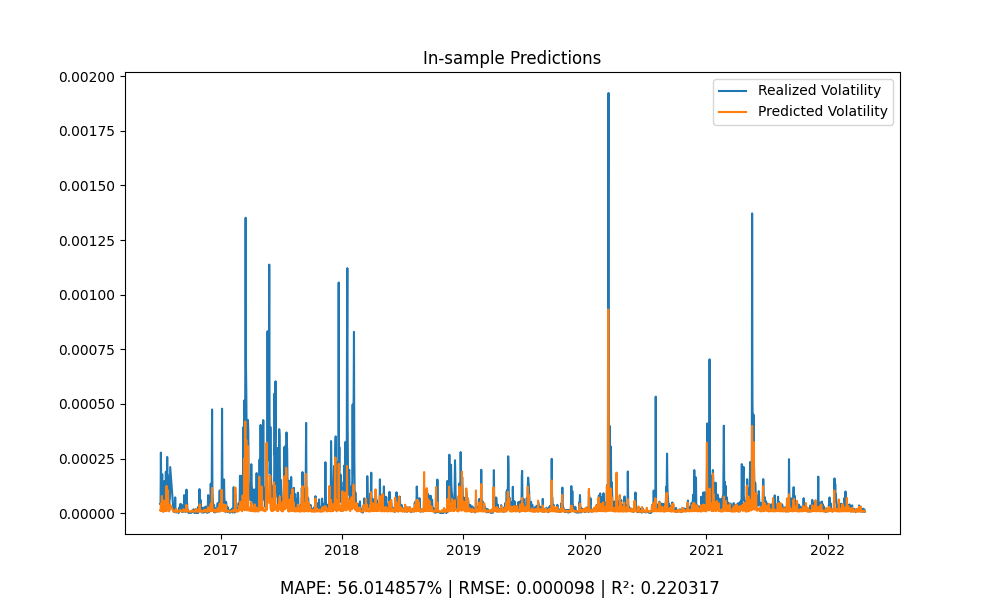 In-sample Predictions
0.00200
0.00175
0.00150
0.00125
0.00100
0.00075
0.00050
0.00025
0.00000
Realized Volatility
Predicted Volatility
2017 2018 2019 2020 2021 2022
MAPE: 56.014857% | RMSE: 0.000098 | R²: 0.220317